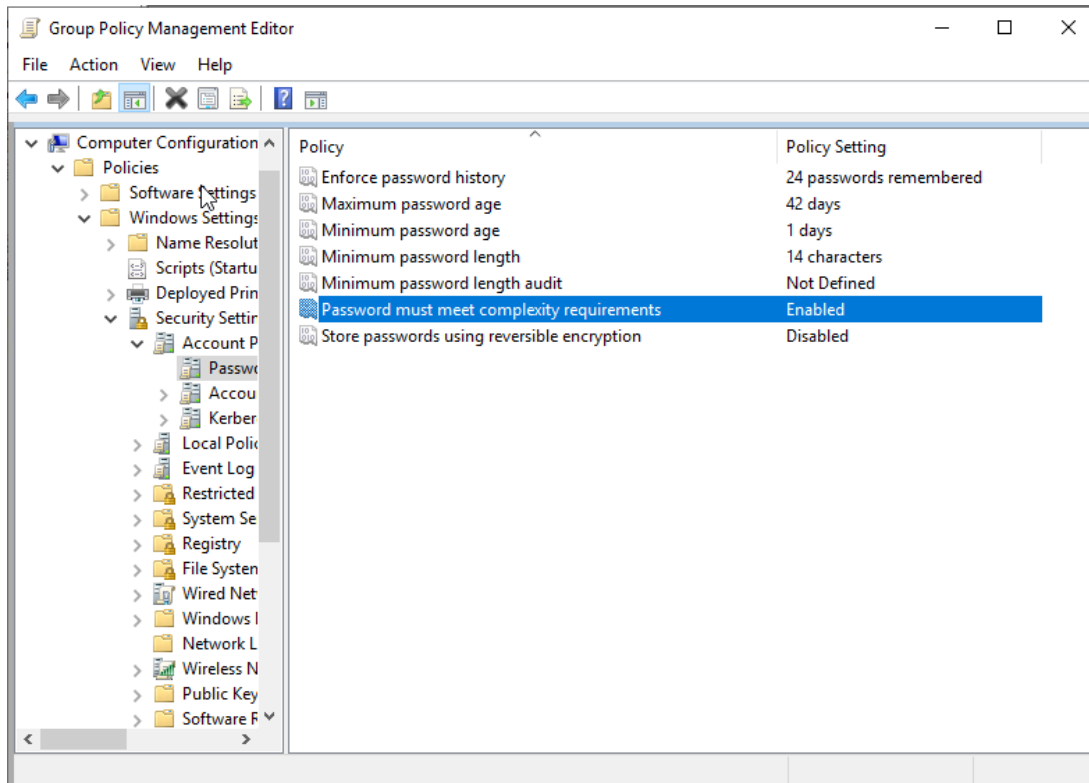 Group Policy Management Editor
File Action View Help
Computer Configuration
Policies
Software Settings
Windows Settings
Name Resolut
Scripts (Startu
Deployed Prin
Security Settin
Account P
Passwo
Accou
Kerber
Local Polic
Event Log
Restricted
System Se
Registry
File System
Wired Net
Windows
Network L
Wireless N
Public Key
Software R
Policy Policy Setting
Enforce password history 24 passwords remembered
Maximum password age 42 days
Minimum password age 1 days
Minimum password length 14 characters
Minimum password length audit Not Defined
Password must meet complexity requirements Enabled
Store passwords using reversible encryption Disabled